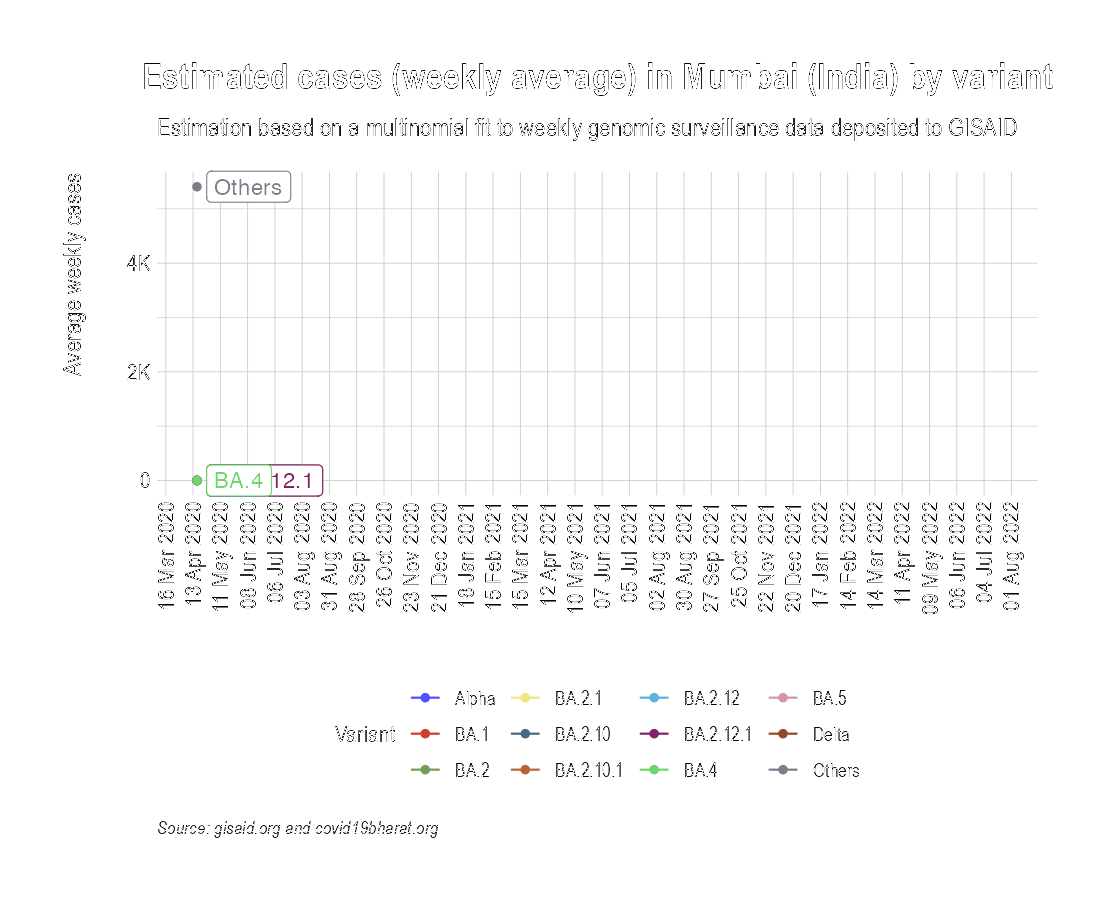 Estimated cases (weekly average) in Mumbai (India) by variant
Estimation based on a multinomial fit to weekly genomic surveillance data deposited to GISAID
Average weekly cases
Others
4K
2K
0
BA.4
12.1
16 Mar 2020
13 Apr 2020
11 May 2020
08 Jun 2020
06 Jul 2020
03 Aug 2020
31 Aug 2020
28 Sep 2020
26 Oct 2020
23 Nov 2020
21 Dec 2020
18 Jan 2021
15 Feb 2021
15 Mar 2021
12 Apr 2021
10 May 2021
07 Jun 2021
05 Jul 2021
02 Aug 2021
30 Aug 2021
27 Sep 2021
25 Oct 2021
22 Nov 2021
20 Dec 2021
17 Jan 2022
14 Feb 2022
14 Mar 2022
11 Apr 2022
09 May 2022
06 Jun 2022
04 Jul 2022
01 Aug 2022
Variant
Alpha
BA.1
BA.2
BA.2.1
BA.2.10
BA.2.10.1
BA.2.12
BA.2.12.1
BA.4
BA.5
Delta
Others
Source: gisaid.org and covid19bharat.org